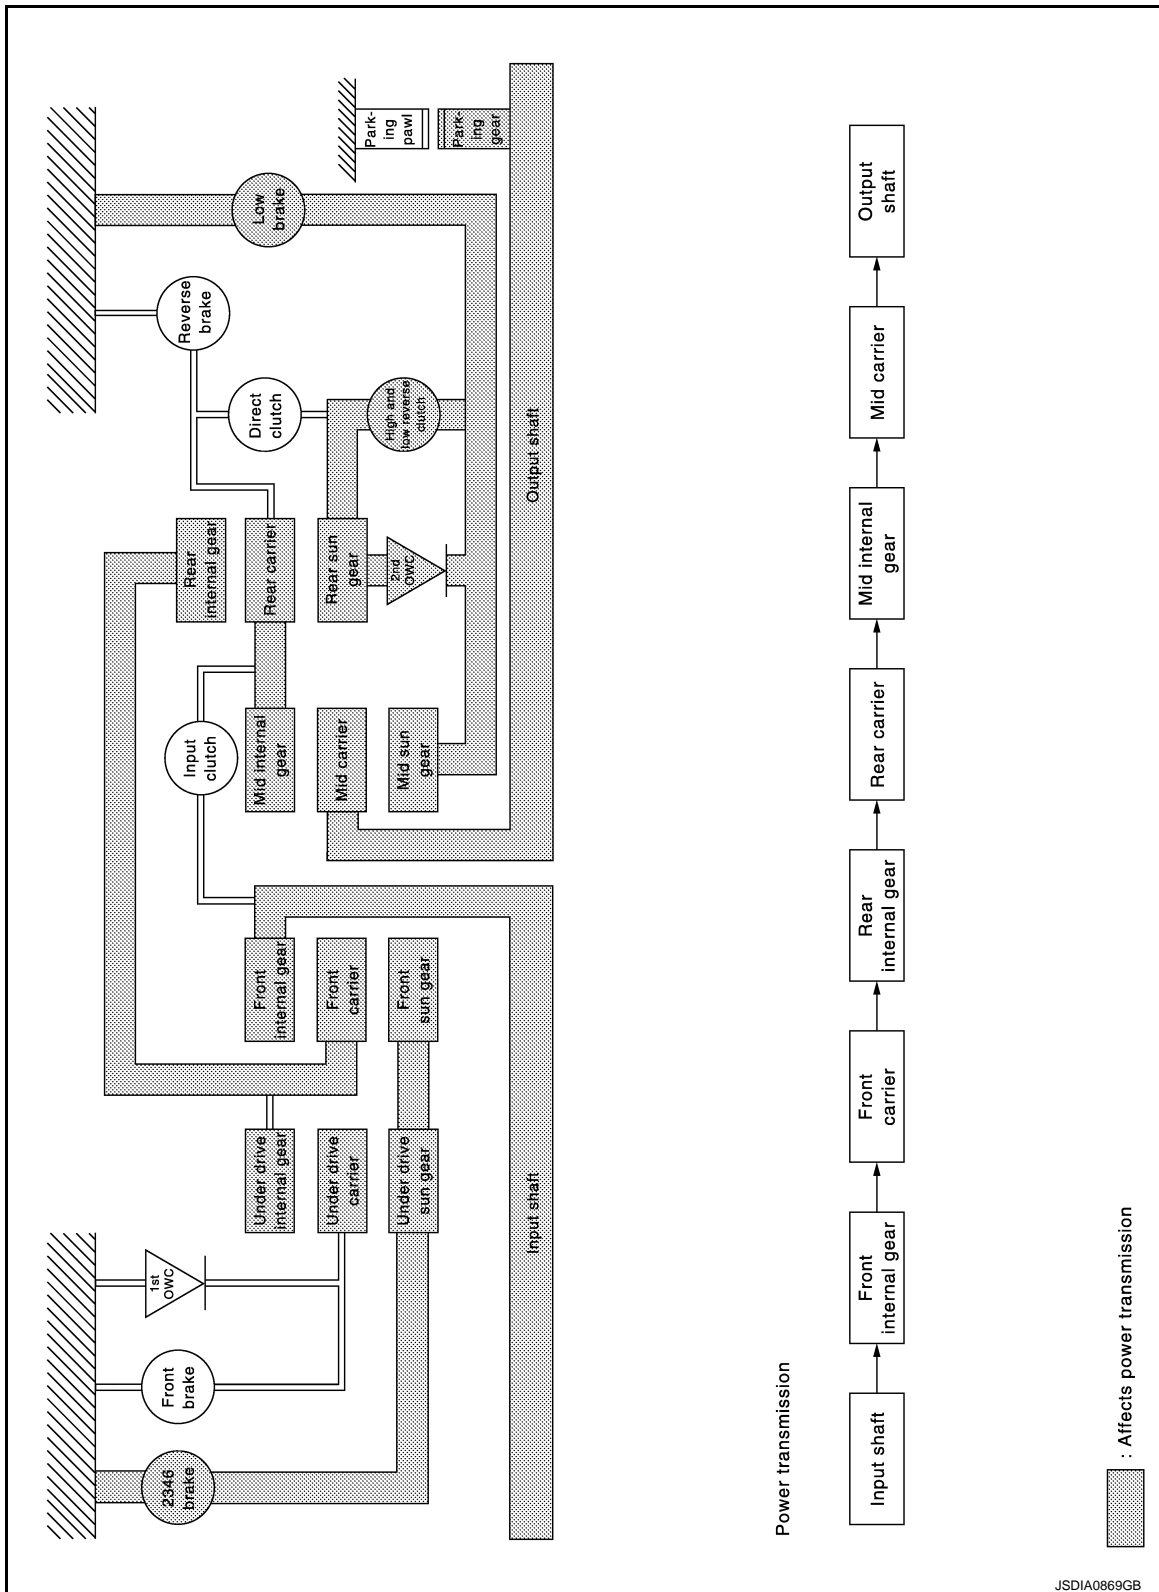 2346
brake
Front
brake
1st
OWC
Under drive
internal gear
Under drive
carrier
Under drive
sun gear
Front
internal gear
Front
carrier
Front
sun gear
Input shaft
Input
clutch
Mid internal
gear
Mid carrier
Mid sun
gear
Rear
internal gear
Rear carrier
Rear sun
gear
2nd
OWC
Direct
clutch
High and
low reverse
clutch
Reverse
brake
Low
brake
Output shaft
Park-
ing
pawl
Park-
ing
gear
Power transmission
Input shaft
Front
internal gear
Front
carrier
Rear
internal gear
Rear carrier
Mid internal
gear
Mid carrier
Output
shaft
: Affects power transmission
JSDIA0869GB